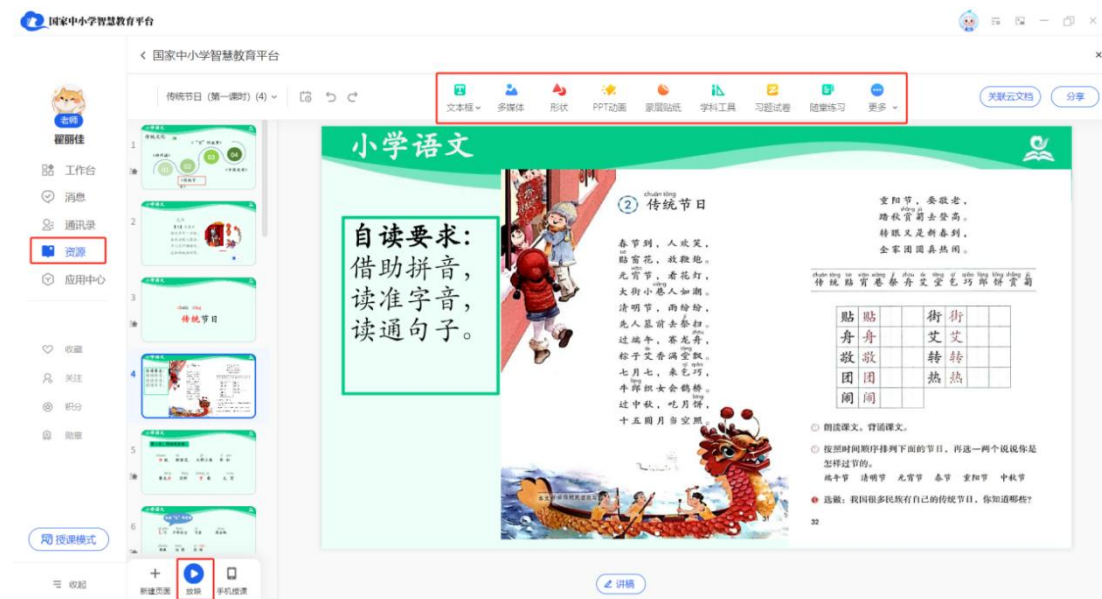 国家中小学智慧教育平台
国家中小学智慧教育平台
传统节日（第一课时）(4)
文本框
多媒体
形状
PPT动画
蒙层贴纸
学科工具
习题试卷
随堂练习
更多
关联云文档
分享
老师
翟丽佳
工作台
消息
通讯录
资源
应用中心
收藏
关注
积分
勋章
授课模式
收起
1
2
3
传统节日
4
5
6
新建页面
放映
手机授课
小学语文
自读要求：
借助拼音，
读准字音，
读通句子。
chuán tǒng
② 传统节日
春节到，人欢笑，
贴窗花，放鞭炮。
元宵节，看花灯，
大街小巷人如潮。
清明节，雨纷纷，
先人墓前去祭扫。
过端午，赛龙舟，
粽子艾香满堂飘。
七月七，来乞巧，
牛郎织女会鹊桥。
过中秋，吃月饼，
十五圆月当空照。
31
重阳节，要敬老，
踏秋赏菊去登高。
转眼又是新春到，
全家团圆真热闹。
传统贴宵巷祭舟艾堂乞巧郎饼赏菊
贴 贴 街 街
舟 舟 艾 艾
敬 敬 转 转
团 团 热 热
闹 闹
朗读课文。背诵课文。
按照时间顺序排列下面的节日，再选一两个说说你是
怎样过节的。
端午节 清明节 元宵节 春节 重阳节 中秋节
选做：我国很多民族有自己的传统节日，你知道哪些？
32
讲稿